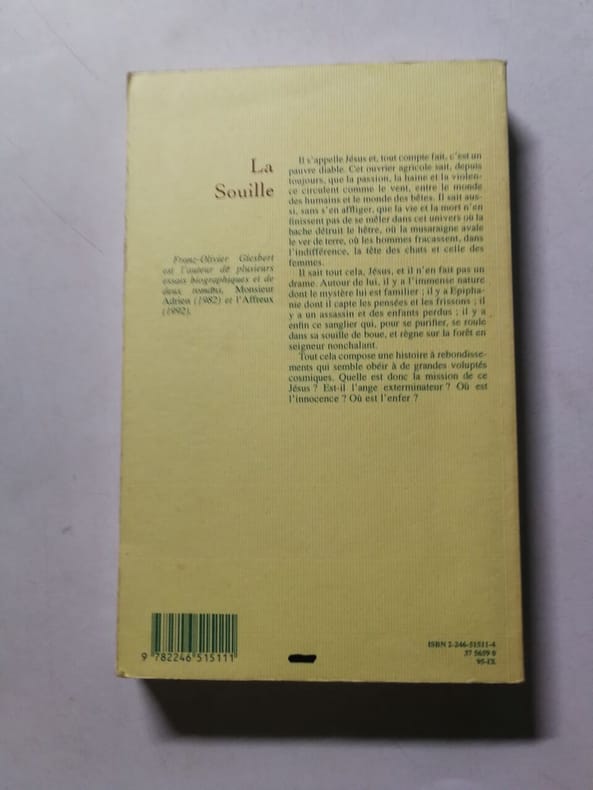 La
Souille
Franz-Olivier Giesbert
est l'auteur de plusieurs
essais biographiques et de
deux romans, Monsieur
Adrien (1982) et l'Affreux
(1992).
Il s'appelle Jésus et, tout compte fait, c'est un
pauvre diable. Cet ouvrier agricole sait, depuis
toujours, que la passion, la haine et la violen-
ce circulent comme le vent, entre le monde
des humains et le monde des bêtes. Il sait aus-
si, sans s'en affliger, que la vie et la mort n'en
finissent pas de se mêler dans cet univers où la
hache détruit le hêtre, où la musaraigne avale
le ver de terre, où les hommes fracassent, dans
l'indifférence, la tête des chats et celle des
femmes.
Il sait tout cela, Jésus, et il n'en fait pas un
drame. Autour de lui, il y a l'immense nature
dont le mystère lui est familier ; il y a Epipha-
nie dont il capte les pensées et les frissons ; il
y a un assassin et des enfants perdus ; il y a
enfin ce sanglier qui, pour se purifier, se roule
dans sa souille de boue, et règne sur la forêt en
seigneur nonchalant.
Tout cela compose une histoire à rebondisse-
ments qui semble obéir à de grandes voluptés
cosmiques. Quelle est donc la mission de ce
Jésus ? Est-il l'ange exterminateur ? Où est
l'innocence ? Où est l'enfer ?
9 782246 515111
ISBN 2-246-51511-4
37 5659 0
95-IX